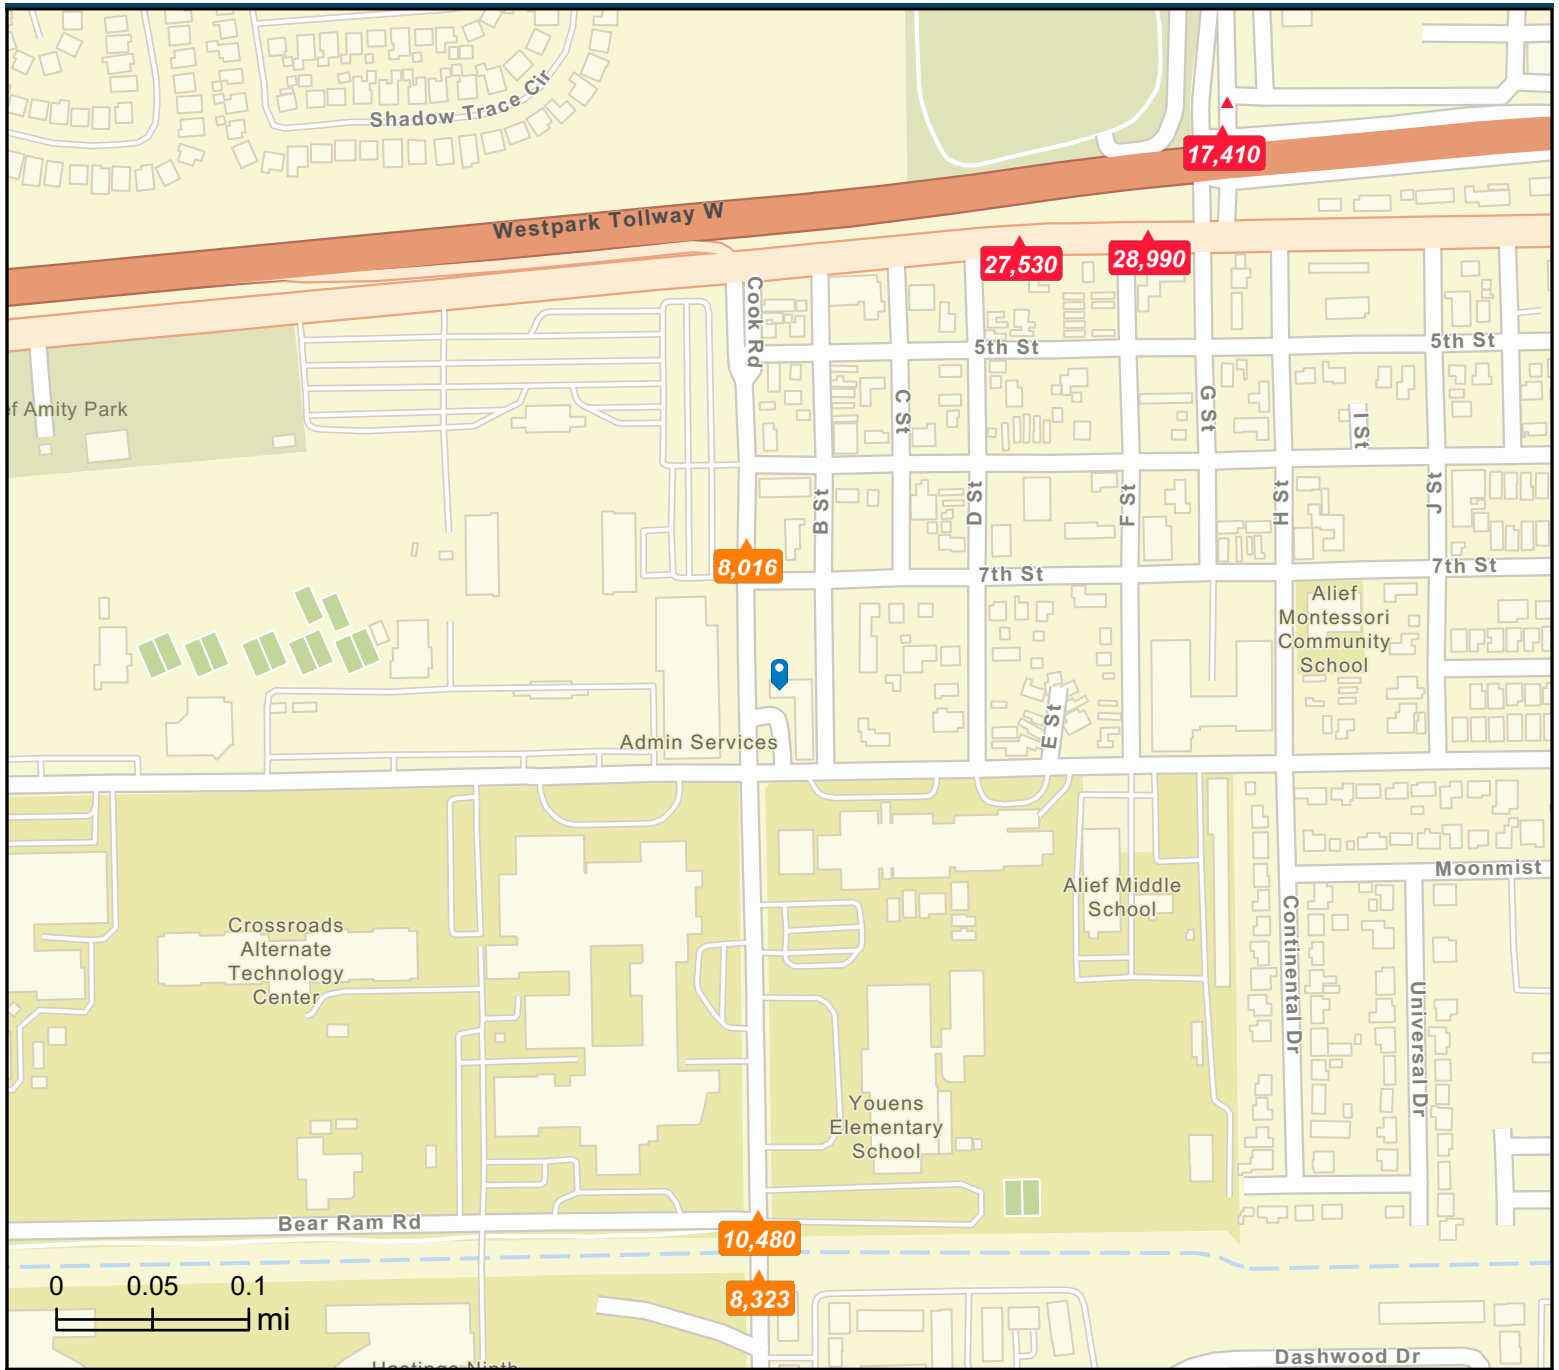 Shadow Trace Cir
17,410
Westpark Tollway W
27,530
28,990
Cook Rd
5th St
5th St
ef Amity Park
C St
G St
I St
B St
D St
F St
H St
J St
8,016
7th St
7th St
Alief
Montessori
Community
School
E St
Admin Services
Moonmist
Alief Middle
School
Crossroads
Alternate
Technology
Center
Continental Dr
Universal Dr
Youens
Elementary
School
Bear Ram Rd
10,480
0 0.05 0.1
mi
8,323
Dashwood Dr
Hastings Ninth